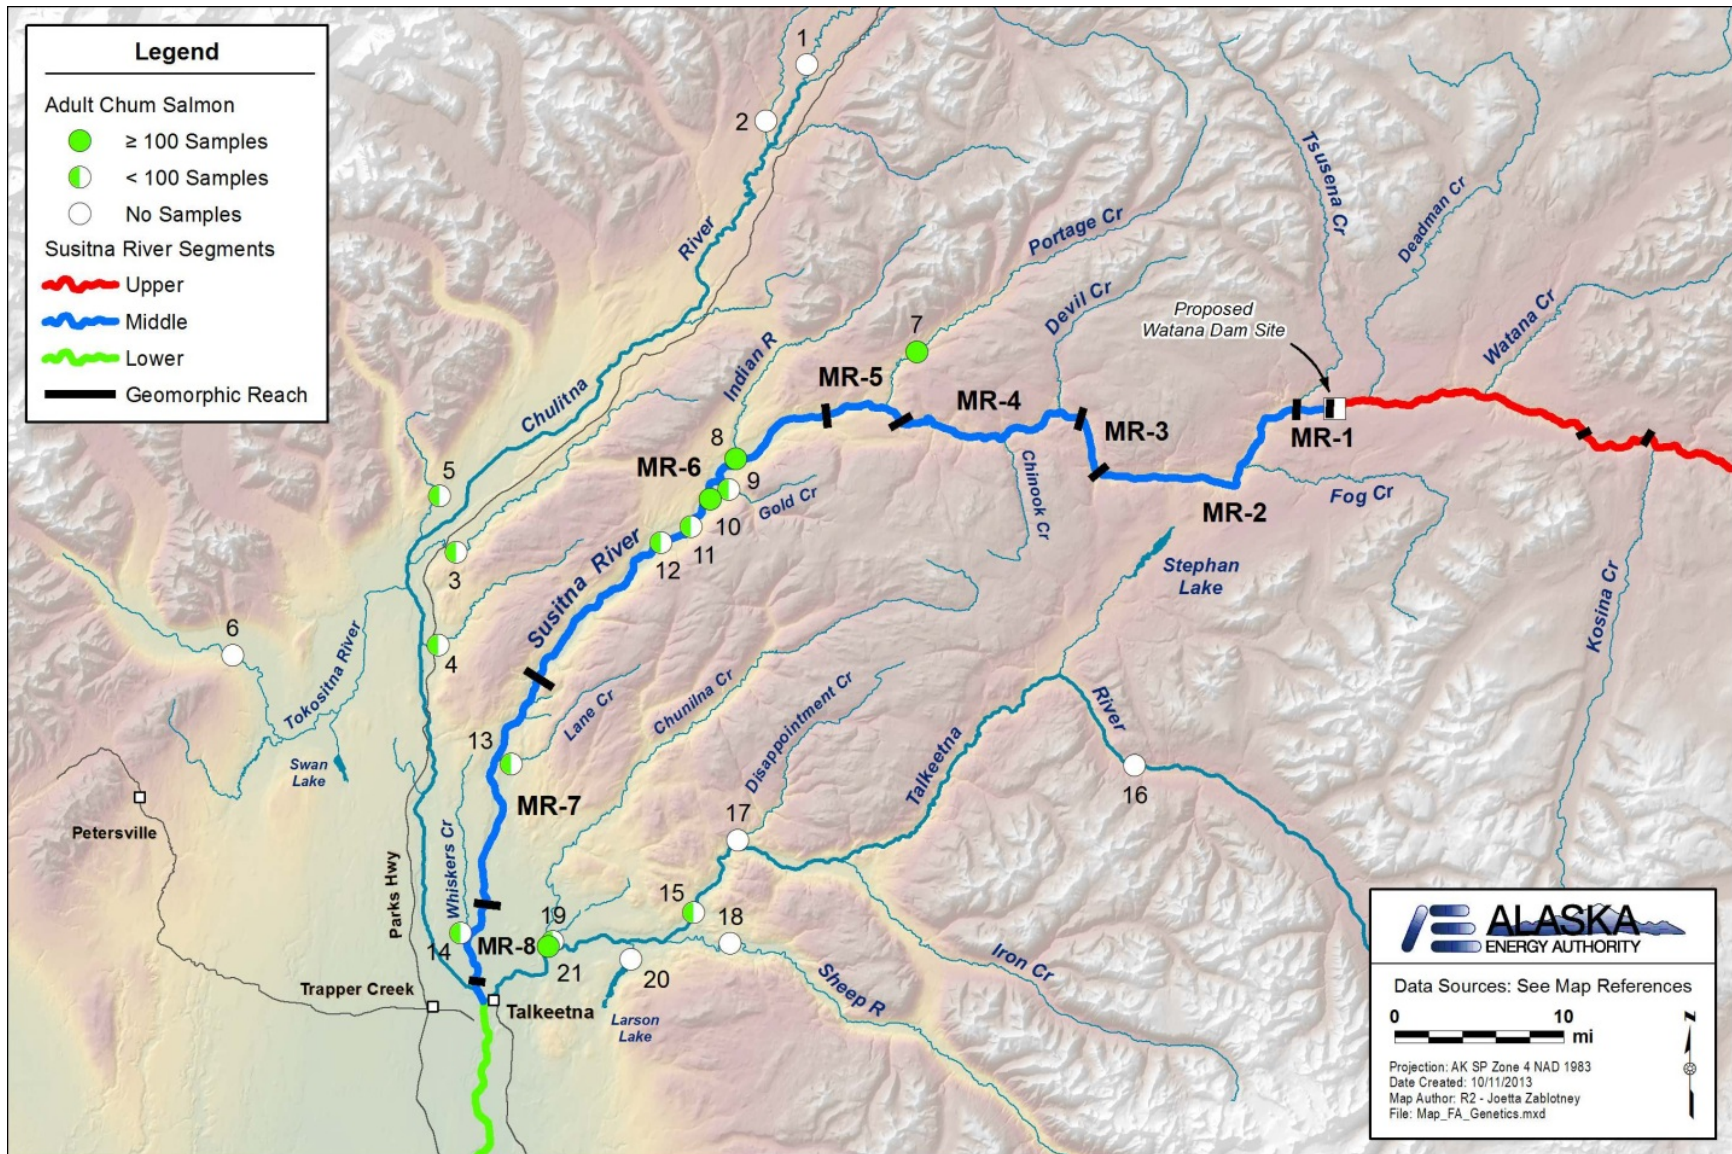 Legend
Adult Chum Salmon
≥ 100 Samples
< 100 Samples
No Samples
Susitna River Segments
Upper
Middle
Lower
Geomorphic Reach
1
2
River
Chulitna
Tsusena Cr
Deadman Cr
Portage Cr
Devil Cr
Proposed
Watana Dam Site
Watana Cr
7
Indian R
MR-5
MR-4
MR-3
MR-1
8
MR-6
9
Gold Cr
10
11
12
Chinook Cr
MR-2
Fog Cr
5
3
Susitna River
Stephan
Lake
Kosina Cr
6
4
Tokositna River
Swan
Lake
Lane Cr
Chunilna Cr
Disappointment Cr
River
Talkeetna
13
16
MR-7
Petersville
Parks Hwy
Whiskers Cr
17
15
18
19
14
MR-8
21
20
Iron Cr
Sheep R
Trapper Creek
Talkeetna
Larson
Lake
ALASKA
ENERGY AUTHORITY
Data Sources: See Map References
0 10
mi
N
Projection: AK SP Zone 4 NAD 1983
Date Created: 10/11/2013
Map Author: R2 - Joetta Zablotney
File: Map_FA_Genetics.mxd